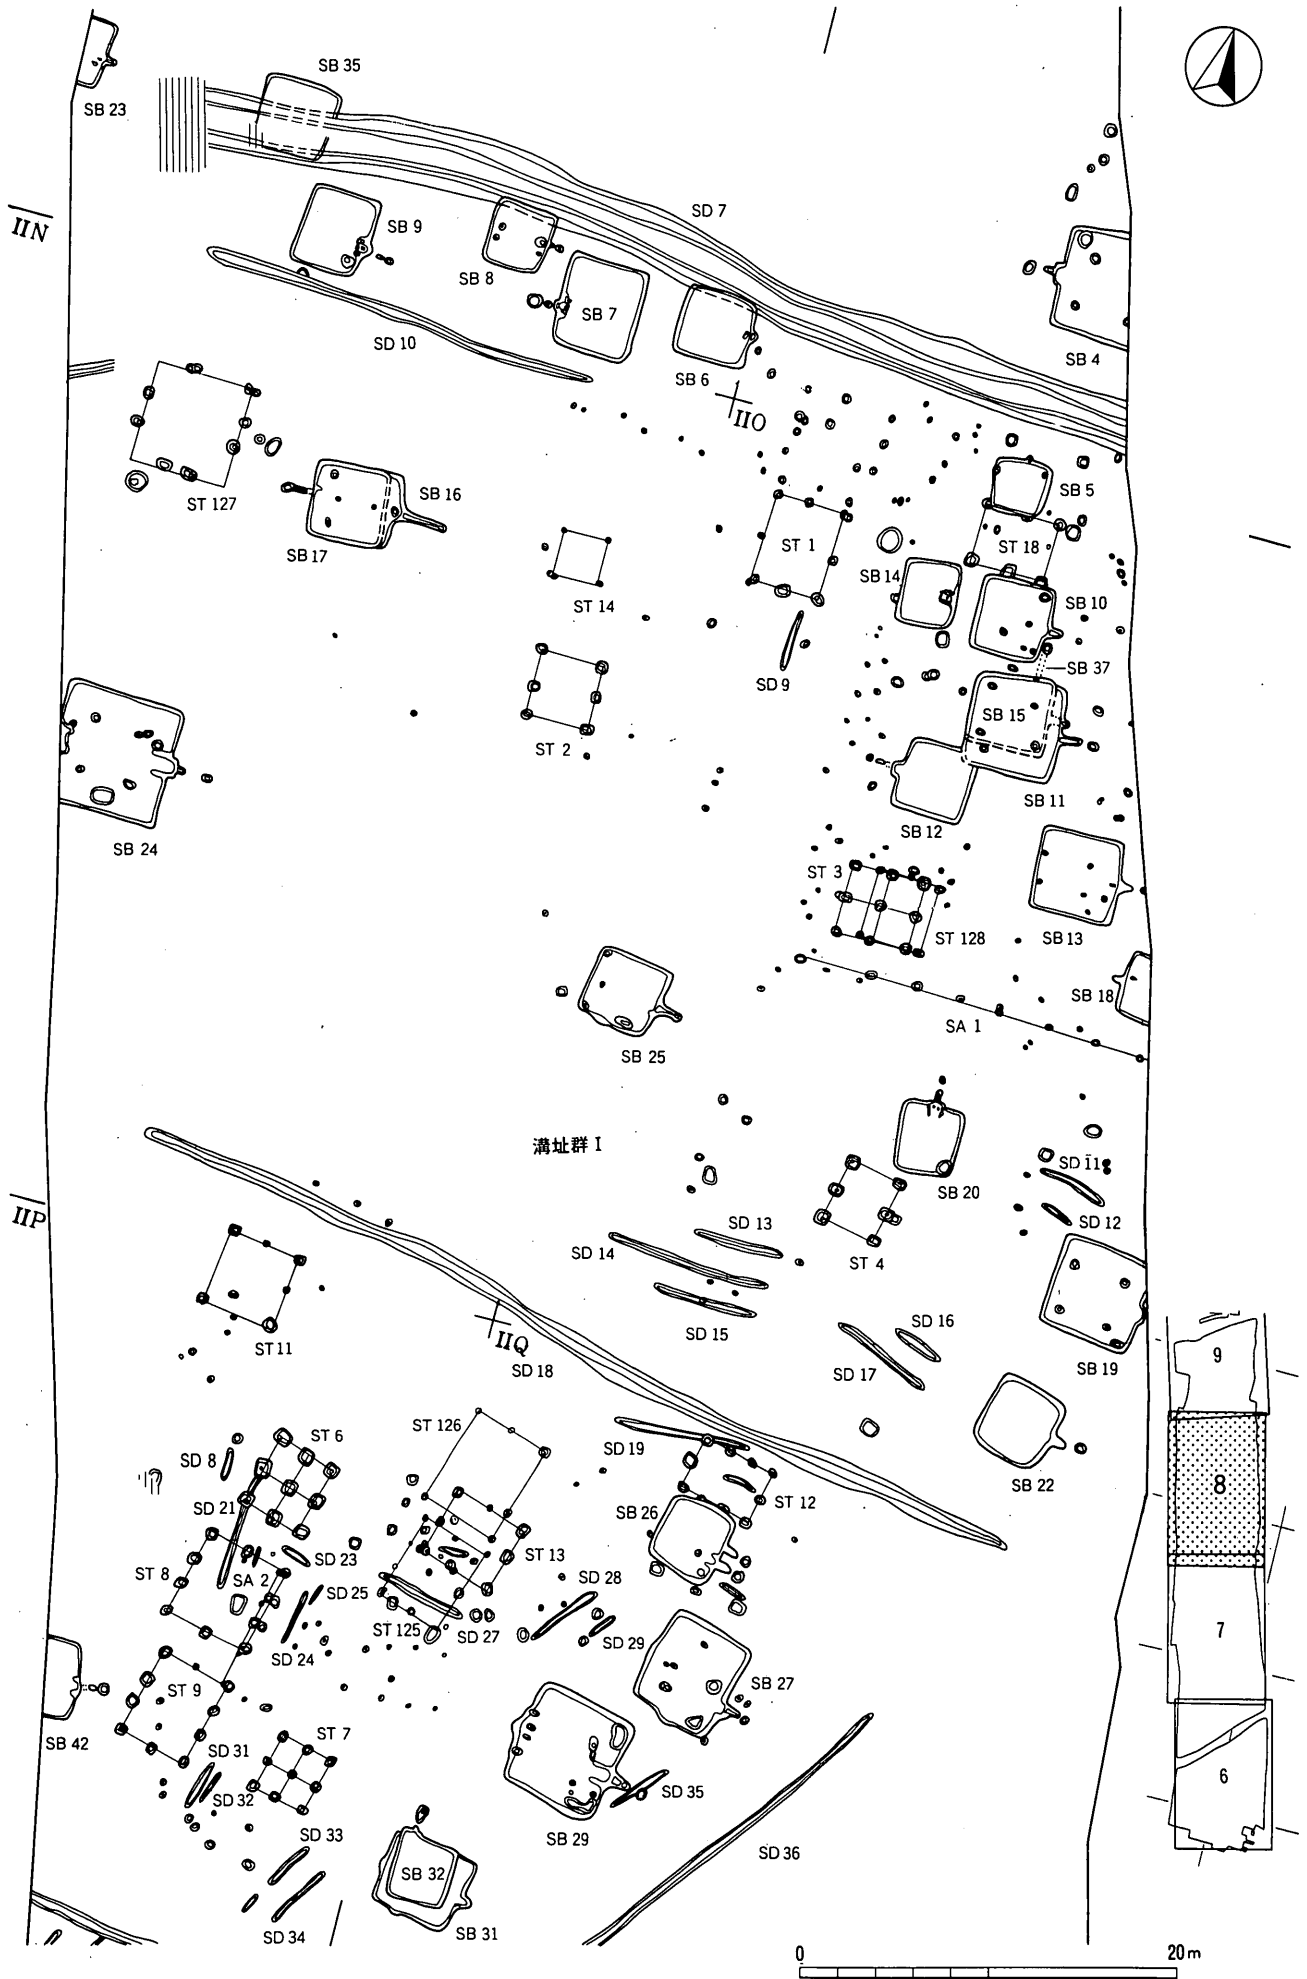 SB 35
SB 23
IIN
SD 7
SB 9
SB 8
SB 7
SD 10
SB 6
SB 4
IIO
ST 127
SB 16
SB 17
SB 5
ST 1
ST 18
ST 14
SB 14
SB 10
SB 37
SD 9
SB 15
ST 2
SB 11
SB 12
SB 24
ST 3
ST 128
SB 13
SB 18
SA 1
SB 25
溝址群 I
SD 11
SB 20
SD 12
IIP
SD 13
SD 14
ST 4
SD 15
SD 16
ST 11
IIQ
SD 18
SD 17
SB 19
9
ST 126
ST 6
SD 19
SD 8
SB 22
8
ST 12
SD 21
SB 26
ST 13
SD 23
ST 8
SA 2
SD 25
SD 28
ST 125
SD 27
SD 29
SD 24
7
SB 27
ST 9
SB 42
ST 7
SD 31
SD 32
SD 35
6
SB 29
SD 33
SD 36
SB 32
SD 34
SB 31
0 20m